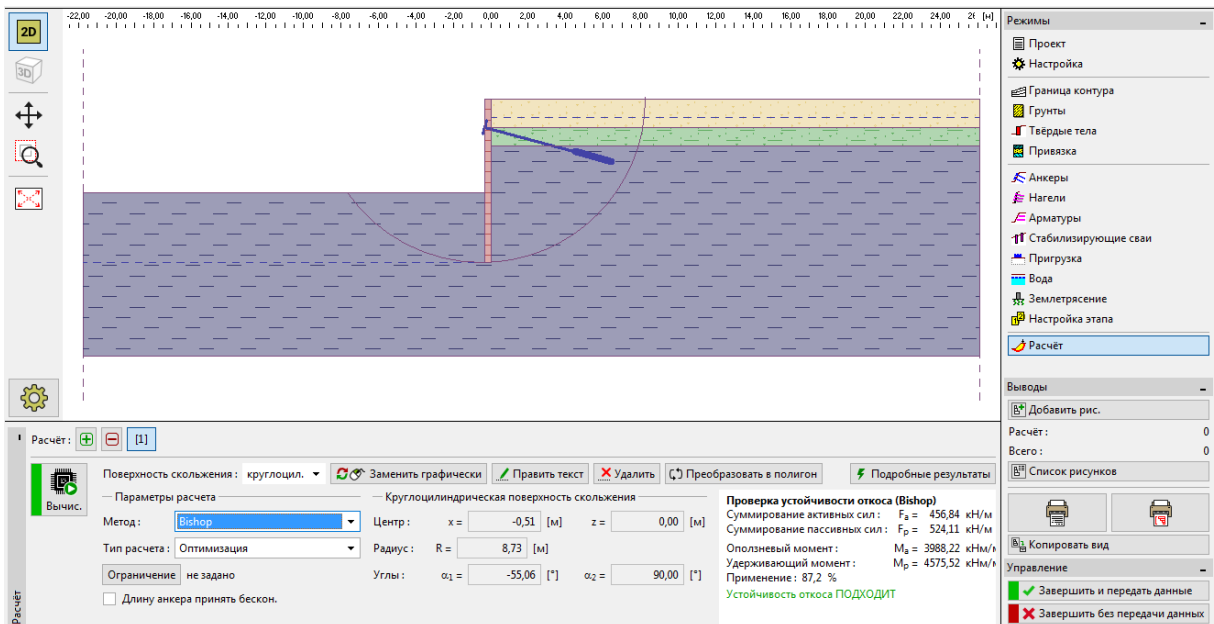 -22,00 -20,00 -18,00 -16,00 -14,00 -12,00 -10,00 -8,00 -6,00 -4,00 -2,00 0,00 2,00 4,00 6,00 8,00 10,00 12,00 14,00 16,00 18,00 20,00 22,00 24,00 26 [м]
2D
3D
Режимы
Проект
Настройка
Граница контура
Грунты
Твёрдые тела
Привязка
Анкеры
Нагели
Арматуры
Стабилизирующие сваи
Пригрузка
Вода
Землетрясение
Настройка этапа
Расчёт
Выводы
Добавить рис.
Расчёт : 0
Всего : 0
Список рисунков
Копировать вид
Управление
Завершить и передать данные
Завершить без передачи данных
Расчёт : [1]
Вычис.
Поверхность скольжения : круглоцил. Заменить графически Править текст Удалить Преобразовать в полигон Подробные результаты
Параметры расчета
Метод : Bishop
Тип расчета : Оптимизация
Ограничение не задано
Длину анкера принять бескон.
Круглоцилиндрическая поверхность скольжения
Центр : x = -0,51 [м] z = 0,00 [м]
Радиус : R = 8,73 [м]
Углы : α1 = -55,06 [°] α2 = 90,00 [°]
Проверка устойчивости откоса (Bishop)
Суммирование активных сил : Fa = 456,84 кН/м
Суммирование пассивных сил : Fp = 524,11 кН/м
Оползневый момент : Ma = 3988,22 кНм/м
Удерживающий момент : Mp = 4575,52 кНм/м
Применение : 87,2 %
Устойчивость откоса ПОДХОДИТ
Расчёт